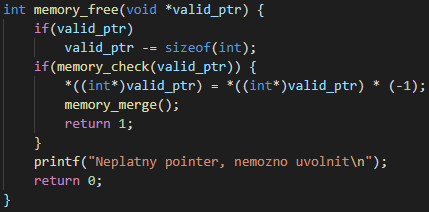 int memory_free(void *valid_ptr) {
    if(valid_ptr)
        valid_ptr -= sizeof(int);
    if(memory_check(valid_ptr)) {
        *((int*)valid_ptr) = *((int*)valid_ptr) * (-1);
        memory_merge();
        return 1;
    }
    printf("Neplatny pointer, nemozno uvolnit\n");
    return 0;
}